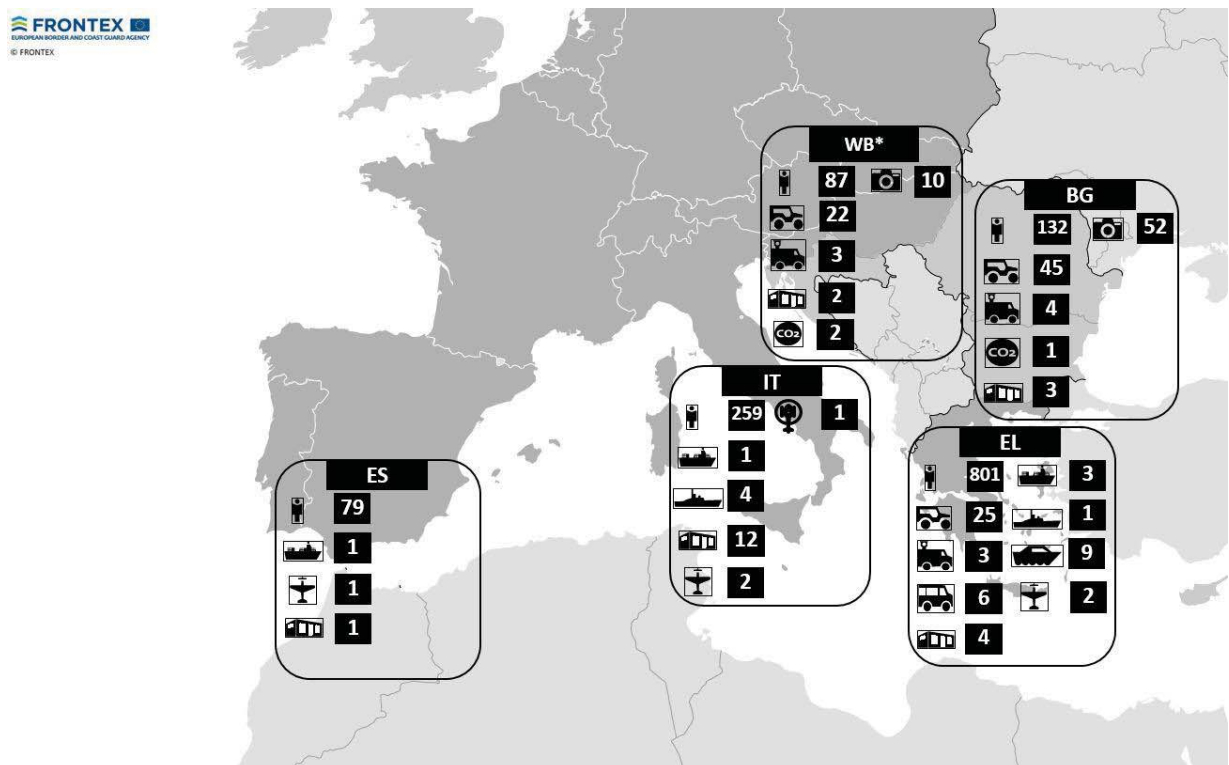 FRONTEX
EUROPEAN BORDER AND COAST GUARD AGENCY
© FRONTEX
WB*
87 10
22
3
2
CO2 2
BG
132 52
45
4
CO2 1
3
IT
259 1
1
4
12
2
EL
801 3
25 1
3 9
6 2
4
ES
79
1
1
1